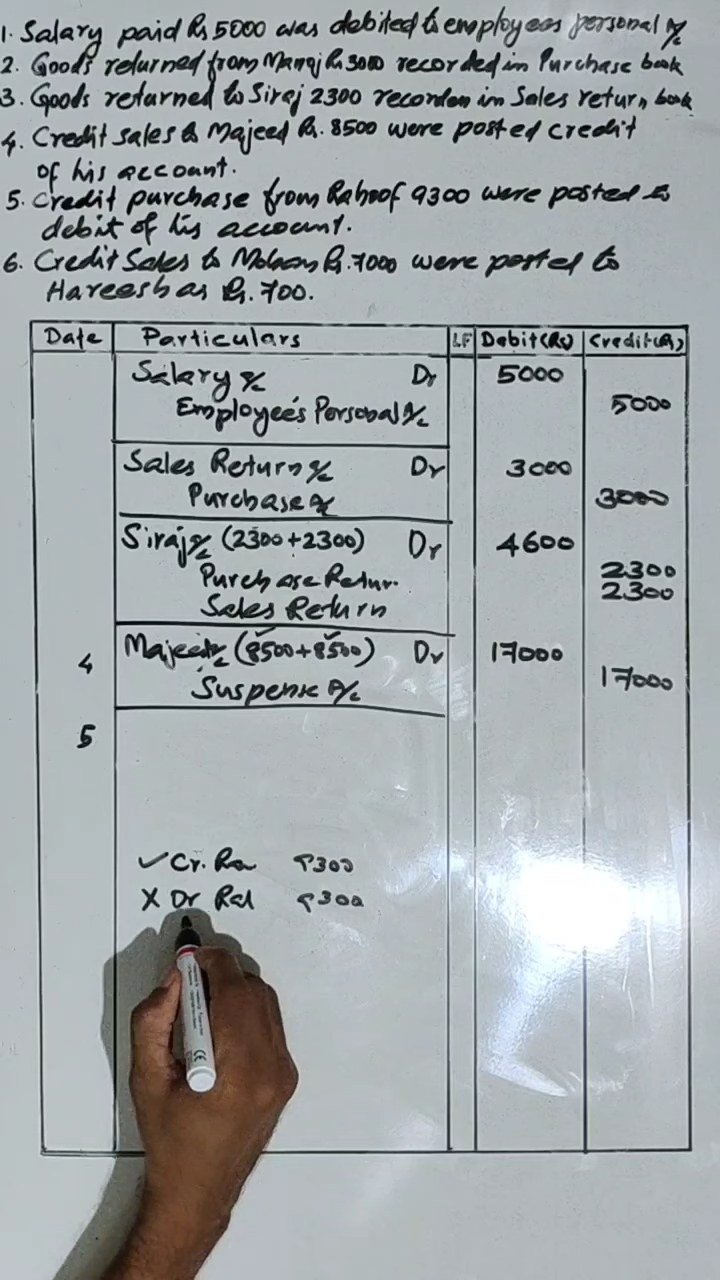 1. Salary paid Rs 5000 was debited to employees personal A/c
2. Goods returned from Manoj Rs 3000 recorded in Purchase book
3. Goods returned to Siraj 2300 recorden in Sales return book
4. Credit sales to Majeed Rs. 8500 were posted credit
of his account.
5. Credit purchase from Rahoof 9300 were posted to
debit of his account.
6. Credit Sales to Rs. 7000 were posted to
Hareesh as Rs. 700.
Date Particulars LF Debit(Rs) Credit(Rs)
Salary A/c Dr 5000
Employee's Personal A/c 5000
Sales Return A/c Dr 3000
Purchase A/c 3000
Siraj A/c (2300+2300) Dr 4600
Purchase Retur. 2300
Sales Return 2300
4 Majeed A/c (8500+8500) Dr 17000
Suspense A/c 17000
5
✓ Cr. Ra 9300
X Dr Rah 9300